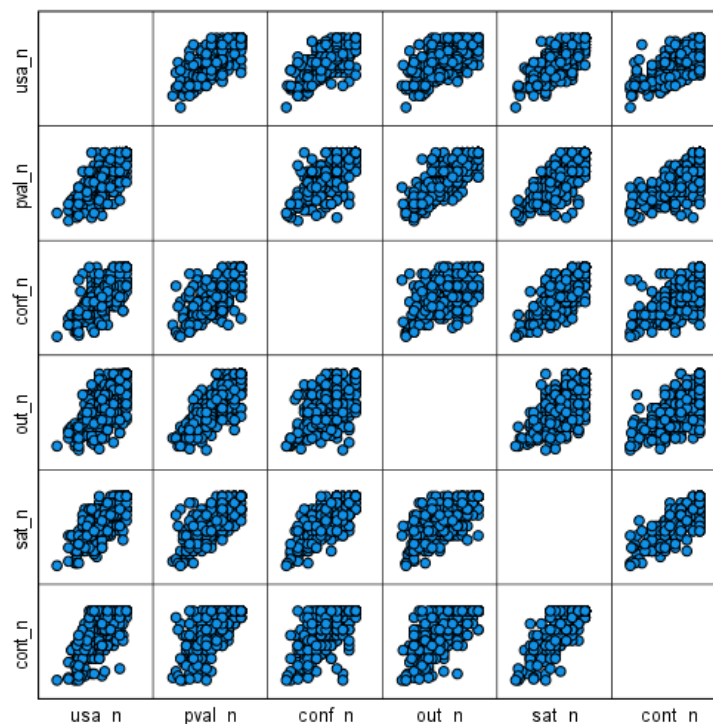 usa_n
pval_n
conf_n
out_n
sat_n
cont_n
usa_n pval_n conf_n out_n sat_n cont_n